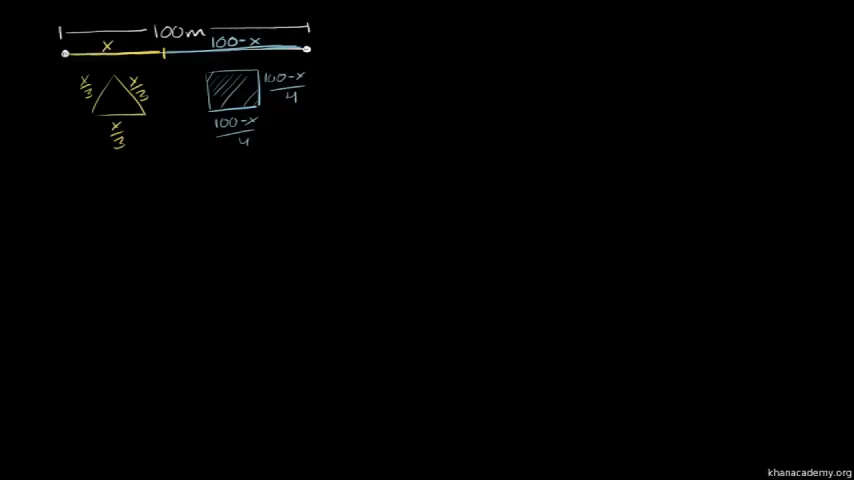 100m
x 100-x
x/3 x/3 100-x/4
x/3 100-x/4
khanacademy.org